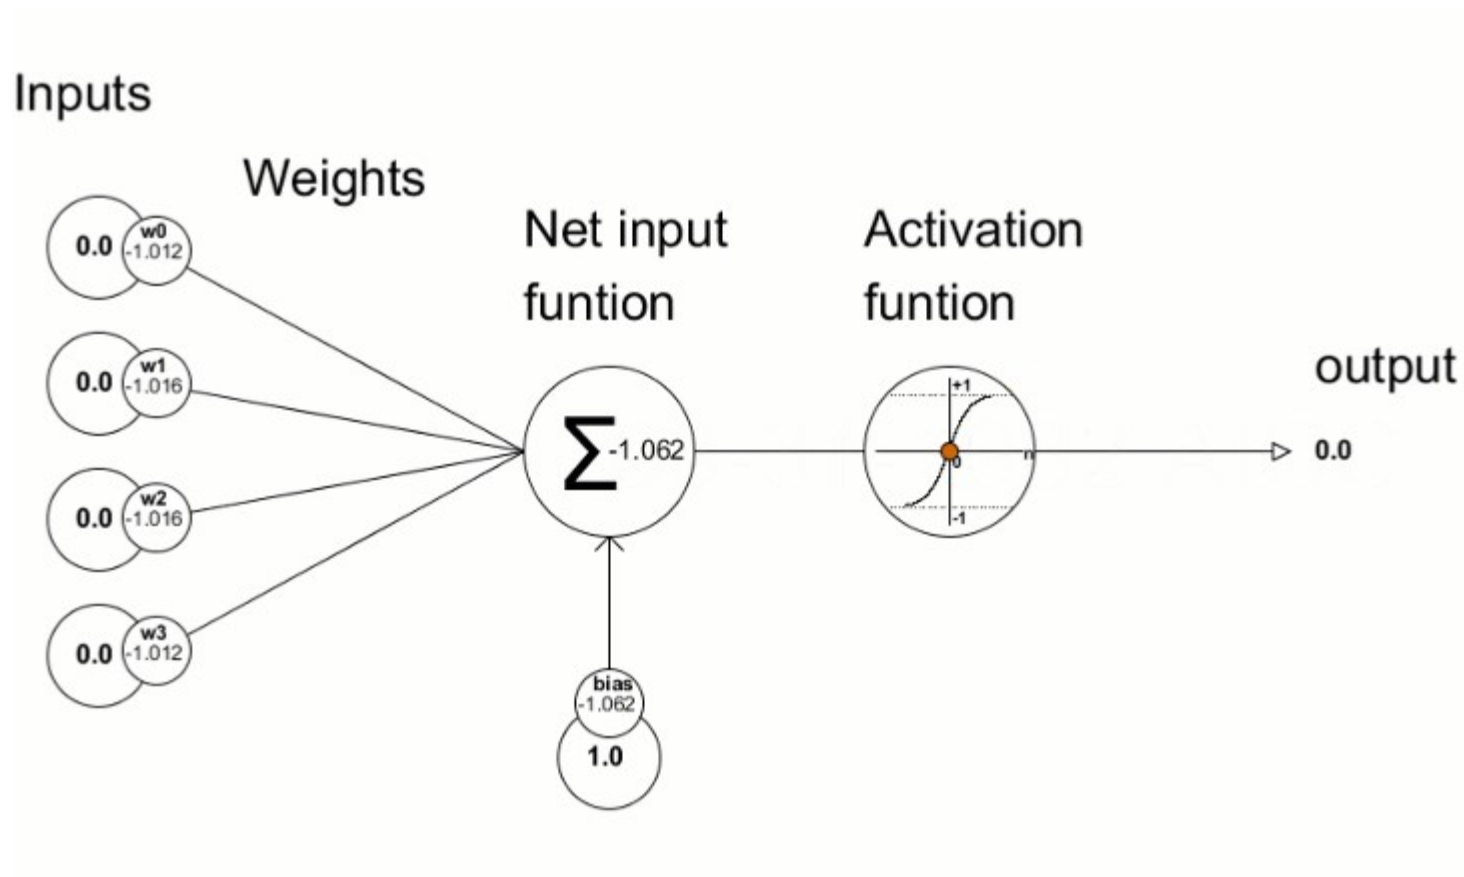 Inputs
Weights
Net input
funtion
Activation
funtion
output
0.0
w0
-1.012
0.0
w1
-1.016
0.0
w2
-1.016
0.0
w3
-1.012
Σ -1.062
+1
0
n
-1
0.0
bias
-1.062
1.0